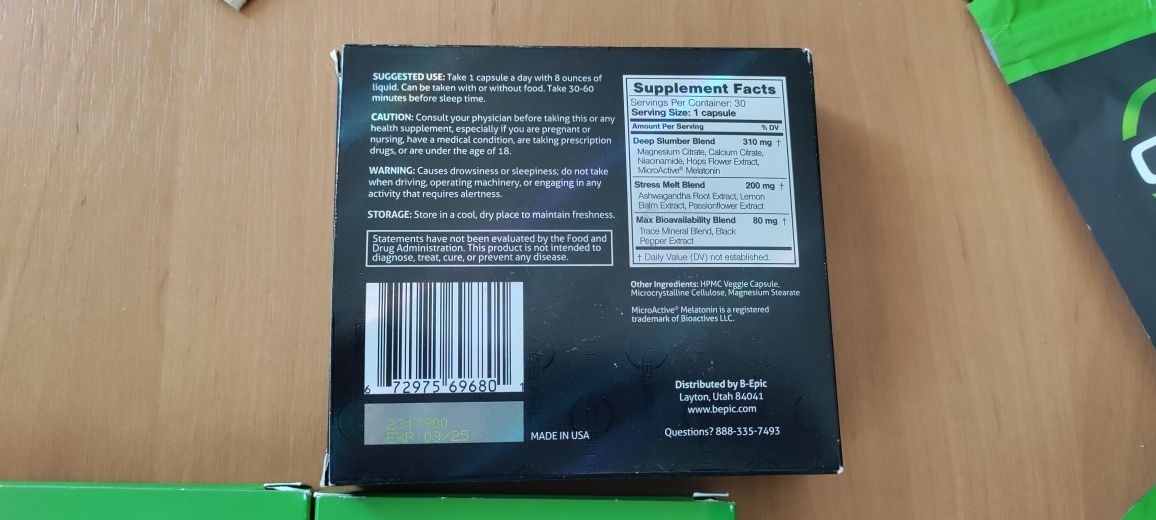 SUGGESTED USE: Take 1 capsule a day with 8 ounces of
liquid. Can be taken with or without food. Take 30-60
minutes before sleep time.
CAUTION: Consult your physician before taking this or any
health supplement, especially if you are pregnant or
nursing, have a medical condition, are taking prescription
drugs, or are under the age of 18.
WARNING: Causes drowsiness or sleepiness; do not take
when driving, operating machinery, or engaging in any
activity that requires alertness.
STORAGE: Store in a cool, dry place to maintain freshness.
Statements have not been evaluated by the Food and
Drug Administration. This product is not intended to
diagnose, treat, cure, or prevent any disease.
6 72975 69680 1
2317900
EXP 03/25
MADE IN USA
Supplement Facts
Servings Per Container: 30
Serving Size: 1 capsule
Amount Per Serving % DV
Deep Slumber Blend 310 mg †
Magnesium Citrate, Calcium Citrate,
Niacinamide, Hops Flower Extract,
MicroActive® Melatonin
Stress Melt Blend 200 mg †
Ashwagandha Root Extract, Lemon
Balm Extract, Passionflower Extract
Max Bioavailability Blend 80 mg †
Trace Mineral Blend, Black
Pepper Extract
† Daily Value (DV) not established.
Other Ingredients: HPMC Veggie Capsule,
Microcrystalline Cellulose, Magnesium Stearate
MicroActive® Melatonin is a registered
trademark of Bioactives LLC.
Distributed by B-Epic
Layton, Utah 84041
www.bepic.com
Questions? 888-335-7493